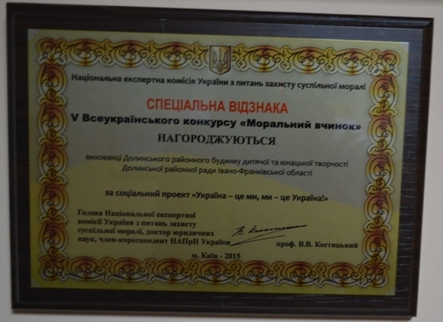 Національна експертна комісія України з питань захисту суспільної моралі
СПЕЦІАЛЬНА ВІДЗНАКА
V Всеукраїнського конкурсу «Моральний вчинок»
НАГОРОДЖУЮТЬСЯ
вихованці Долинського районного будинку дитячої та юнацької творчості
Долинської районної ради Івано-Франківської області
за соціальний проект «Україна – це ми, ми – це Україна!»
Голова Національної експертної
комісії України з питань захисту
суспільної моралі, доктор юридичних
наук, член-кореспондент НАПрН України
проф. В.В. Костицький
м. Київ - 2015